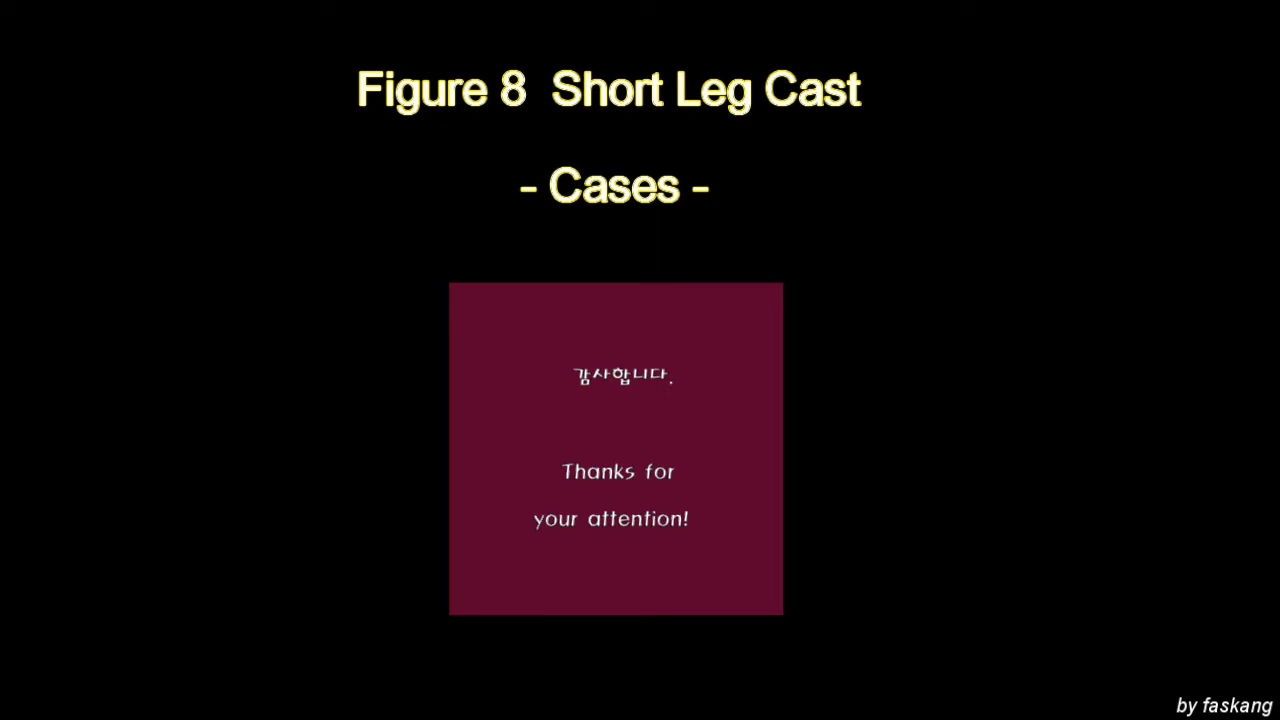 Figure 8 Short Leg Cast
- Cases -
감사합니다.
Thanks for
your attention!
by faskang